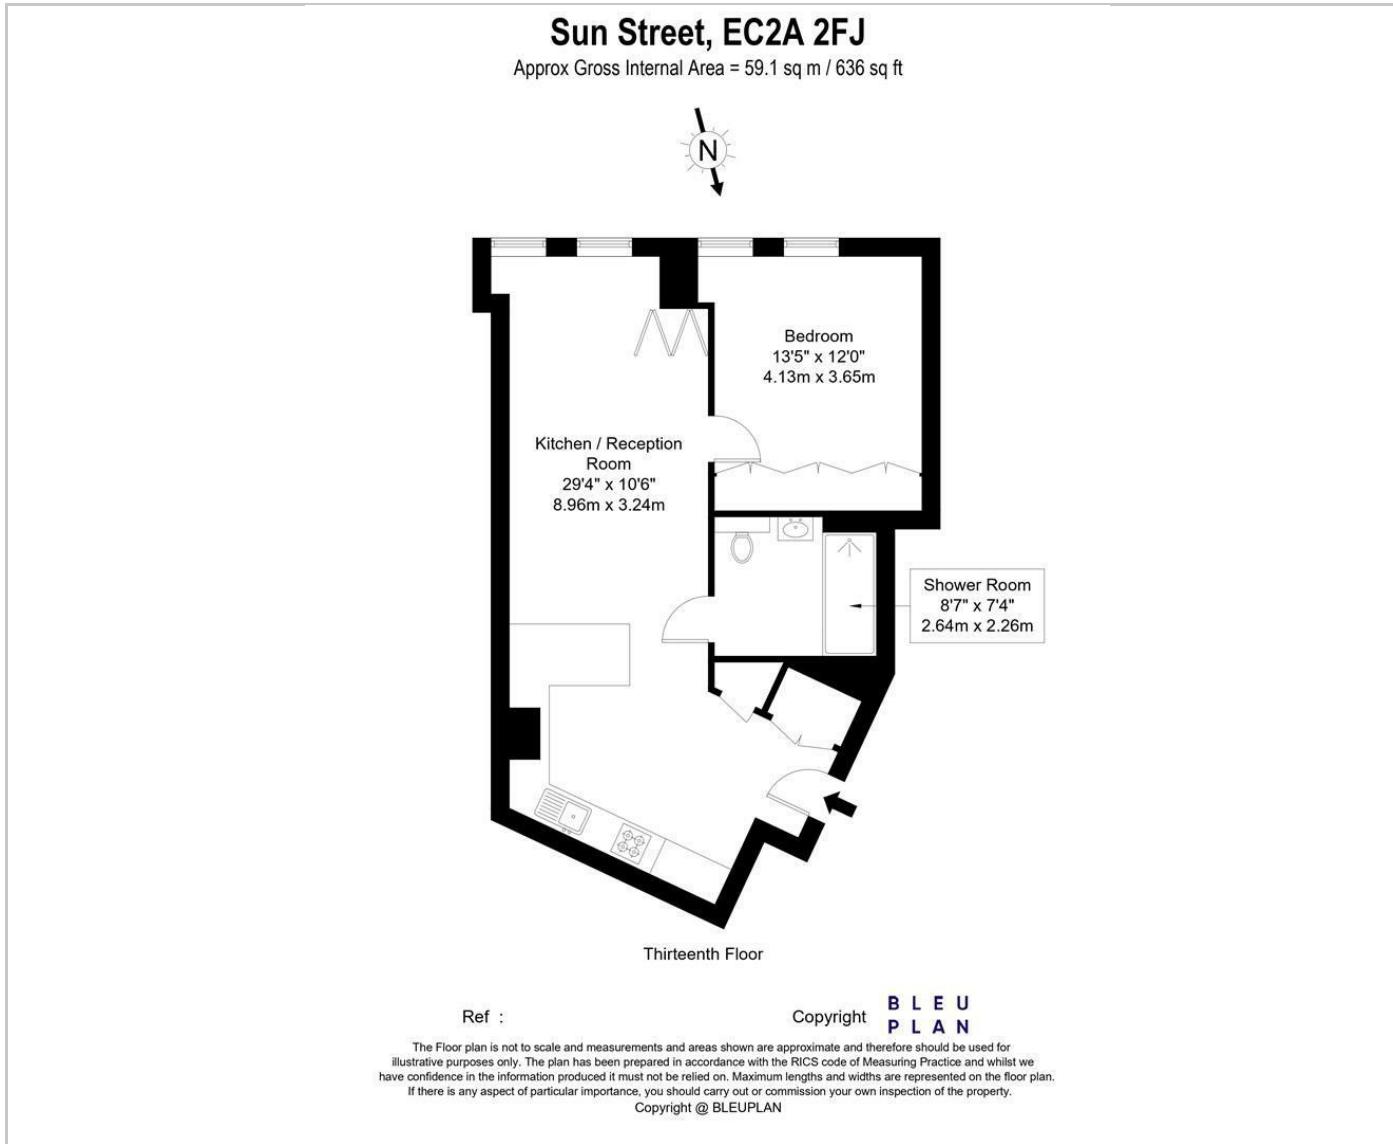 Sun Street, EC2A 2FJ
Approx Gross Internal Area = 59.1 sq m / 636 sq ft
N
Bedroom
13'5" x 12'0"
4.13m x 3.65m
Kitchen / Reception
Room
29'4" x 10'6"
8.96m x 3.24m
Shower Room
8'7" x 7'4"
2.64m x 2.26m
Thirteenth Floor
Ref :
Copyright
BLEU
PLAN
The Floor plan is not to scale and measurements and areas shown are approximate and therefore should be used for
illustrative purposes only. The plan has been prepared in accordance with the RICS code of Measuring Practice and whilst we
have confidence in the information produced it must not be relied on. Maximum lengths and widths are represented on the floor plan.
If there is any aspect of particular importance, you should carry out or commission your own inspection of the property.
Copyright @ BLEUPLAN